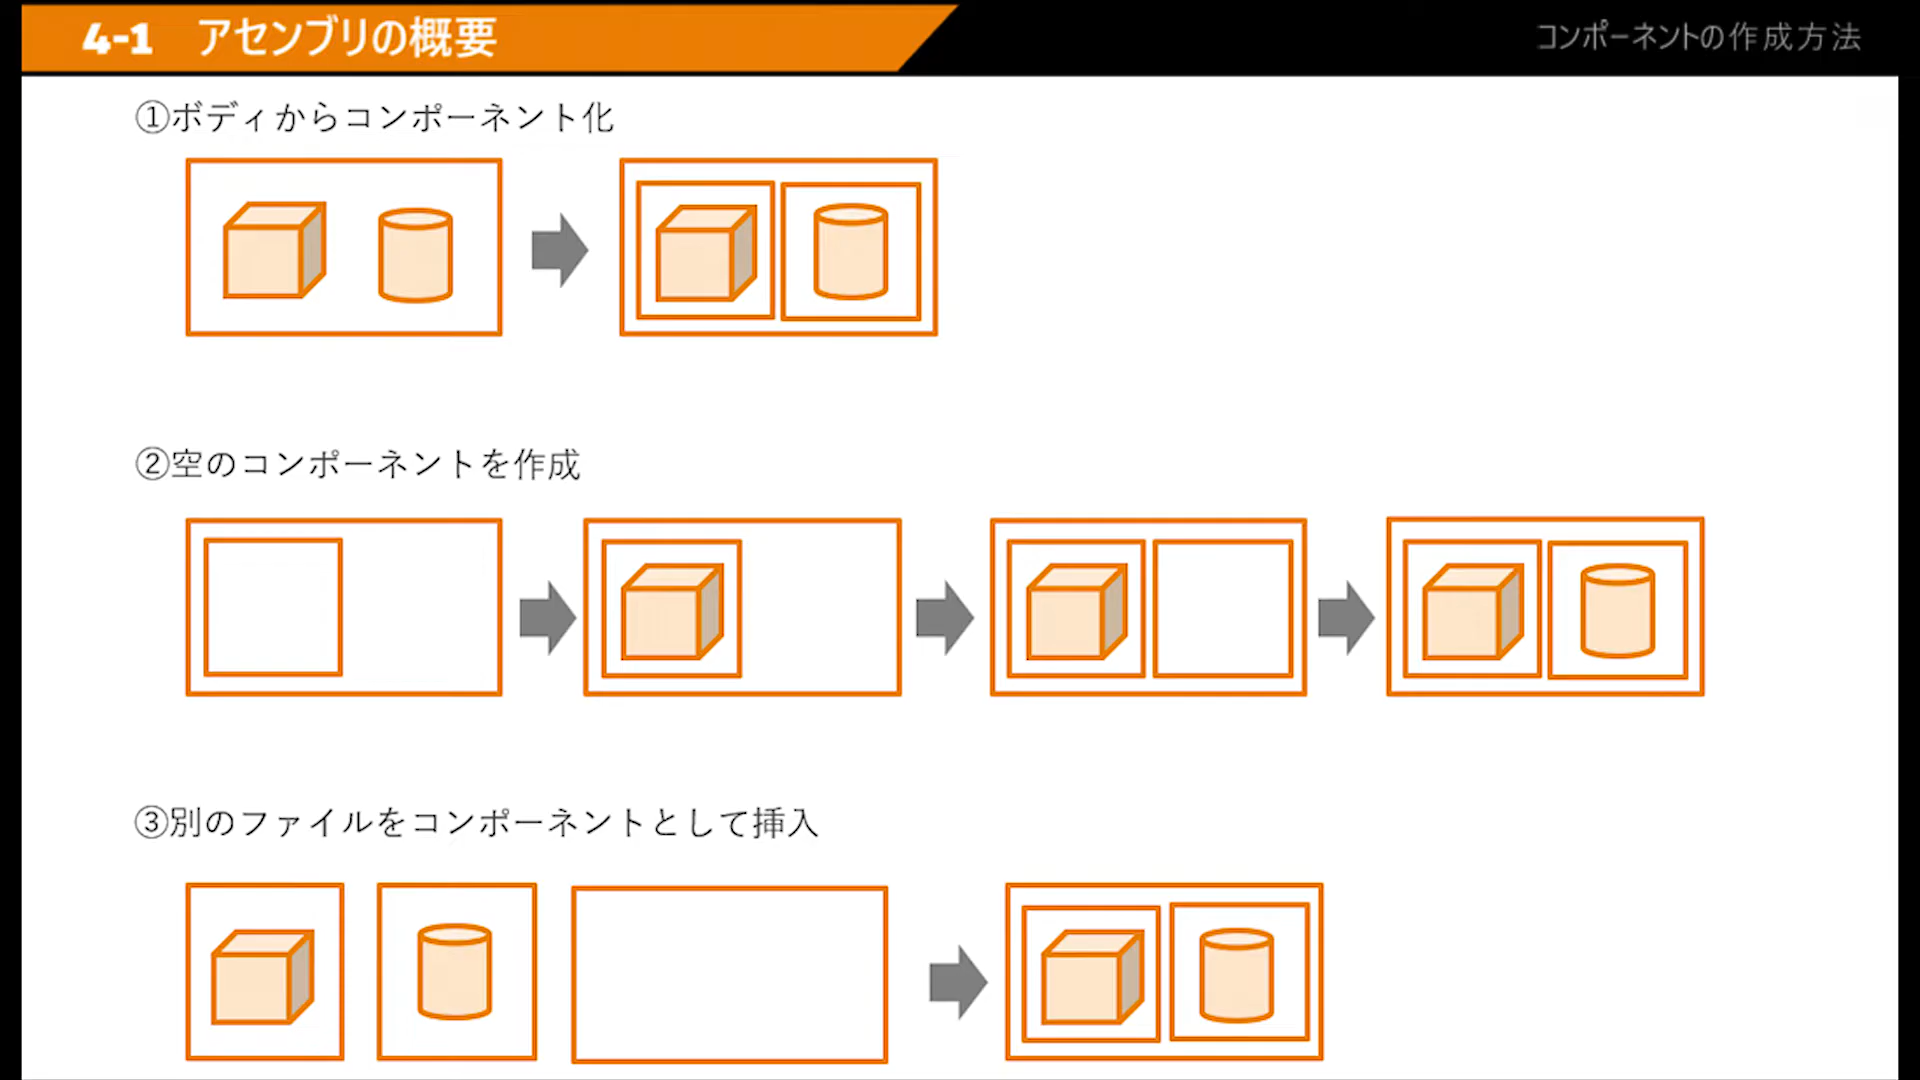 4-1 アセンブリの概要
コンポーネントの作成方法
①ボディからコンポーネント化
②空のコンポーネントを作成
③別のファイルをコンポーネントとして挿入